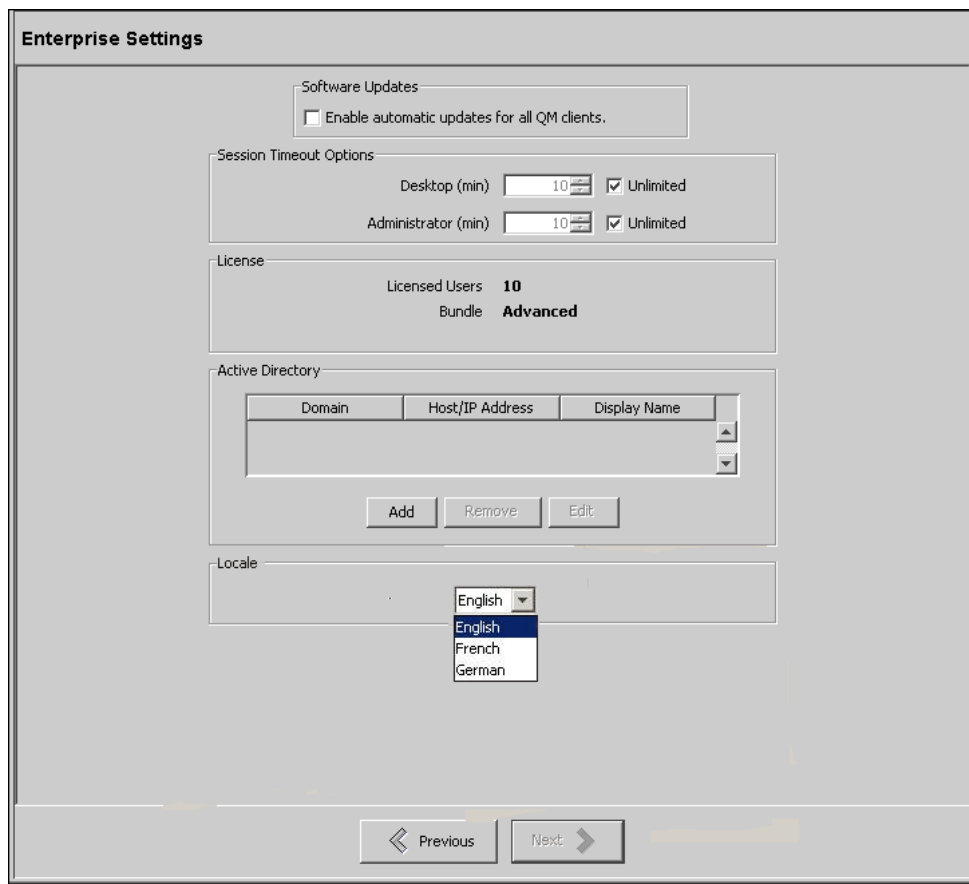 Enterprise Settings
Software Updates
Enable automatic updates for all QM clients.
Session Timeout Options
Desktop (min) 10 Unlimited
Administrator (min) 10 Unlimited
License
Licensed Users 10
Bundle Advanced
Active Directory
Domain Host/IP Address Display Name
Add Remove Edit
Locale
English
English
French
German
Previous Next